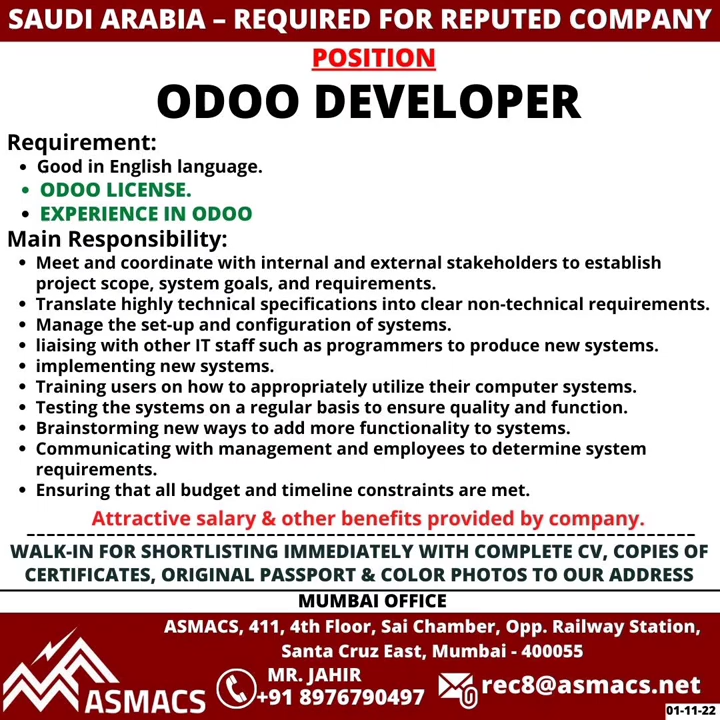 SAUDI ARABIA – REQUIRED FOR REPUTED COMPANY
POSITION
ODOO DEVELOPER
Requirement:
• Good in English language.
• ODOO LICENSE.
• EXPERIENCE IN ODOO
Main Responsibility:
• Meet and coordinate with internal and external stakeholders to establish
project scope, system goals, and requirements.
• Translate highly technical specifications into clear non-technical requirements.
• Manage the set-up and configuration of systems.
• liaising with other IT staff such as programmers to produce new systems.
• implementing new systems.
• Training users on how to appropriately utilize their computer systems.
• Testing the systems on a regular basis to ensure quality and function.
• Brainstorming new ways to add more functionality to systems.
• Communicating with management and employees to determine system
requirements.
• Ensuring that all budget and timeline constraints are met.
Attractive salary & other benefits provided by company.
WALK-IN FOR SHORTLISTING IMMEDIATELY WITH COMPLETE CV, COPIES OF
CERTIFICATES, ORIGINAL PASSPORT & COLOR PHOTOS TO OUR ADDRESS
MUMBAI OFFICE
ASMACS, 411, 4th Floor, Sai Chamber, Opp. Railway Station,
Santa Cruz East, Mumbai - 400055
ASMACS
MR. JAHIR
+91 8976790497
rec8@asmacs.net
01-11-22